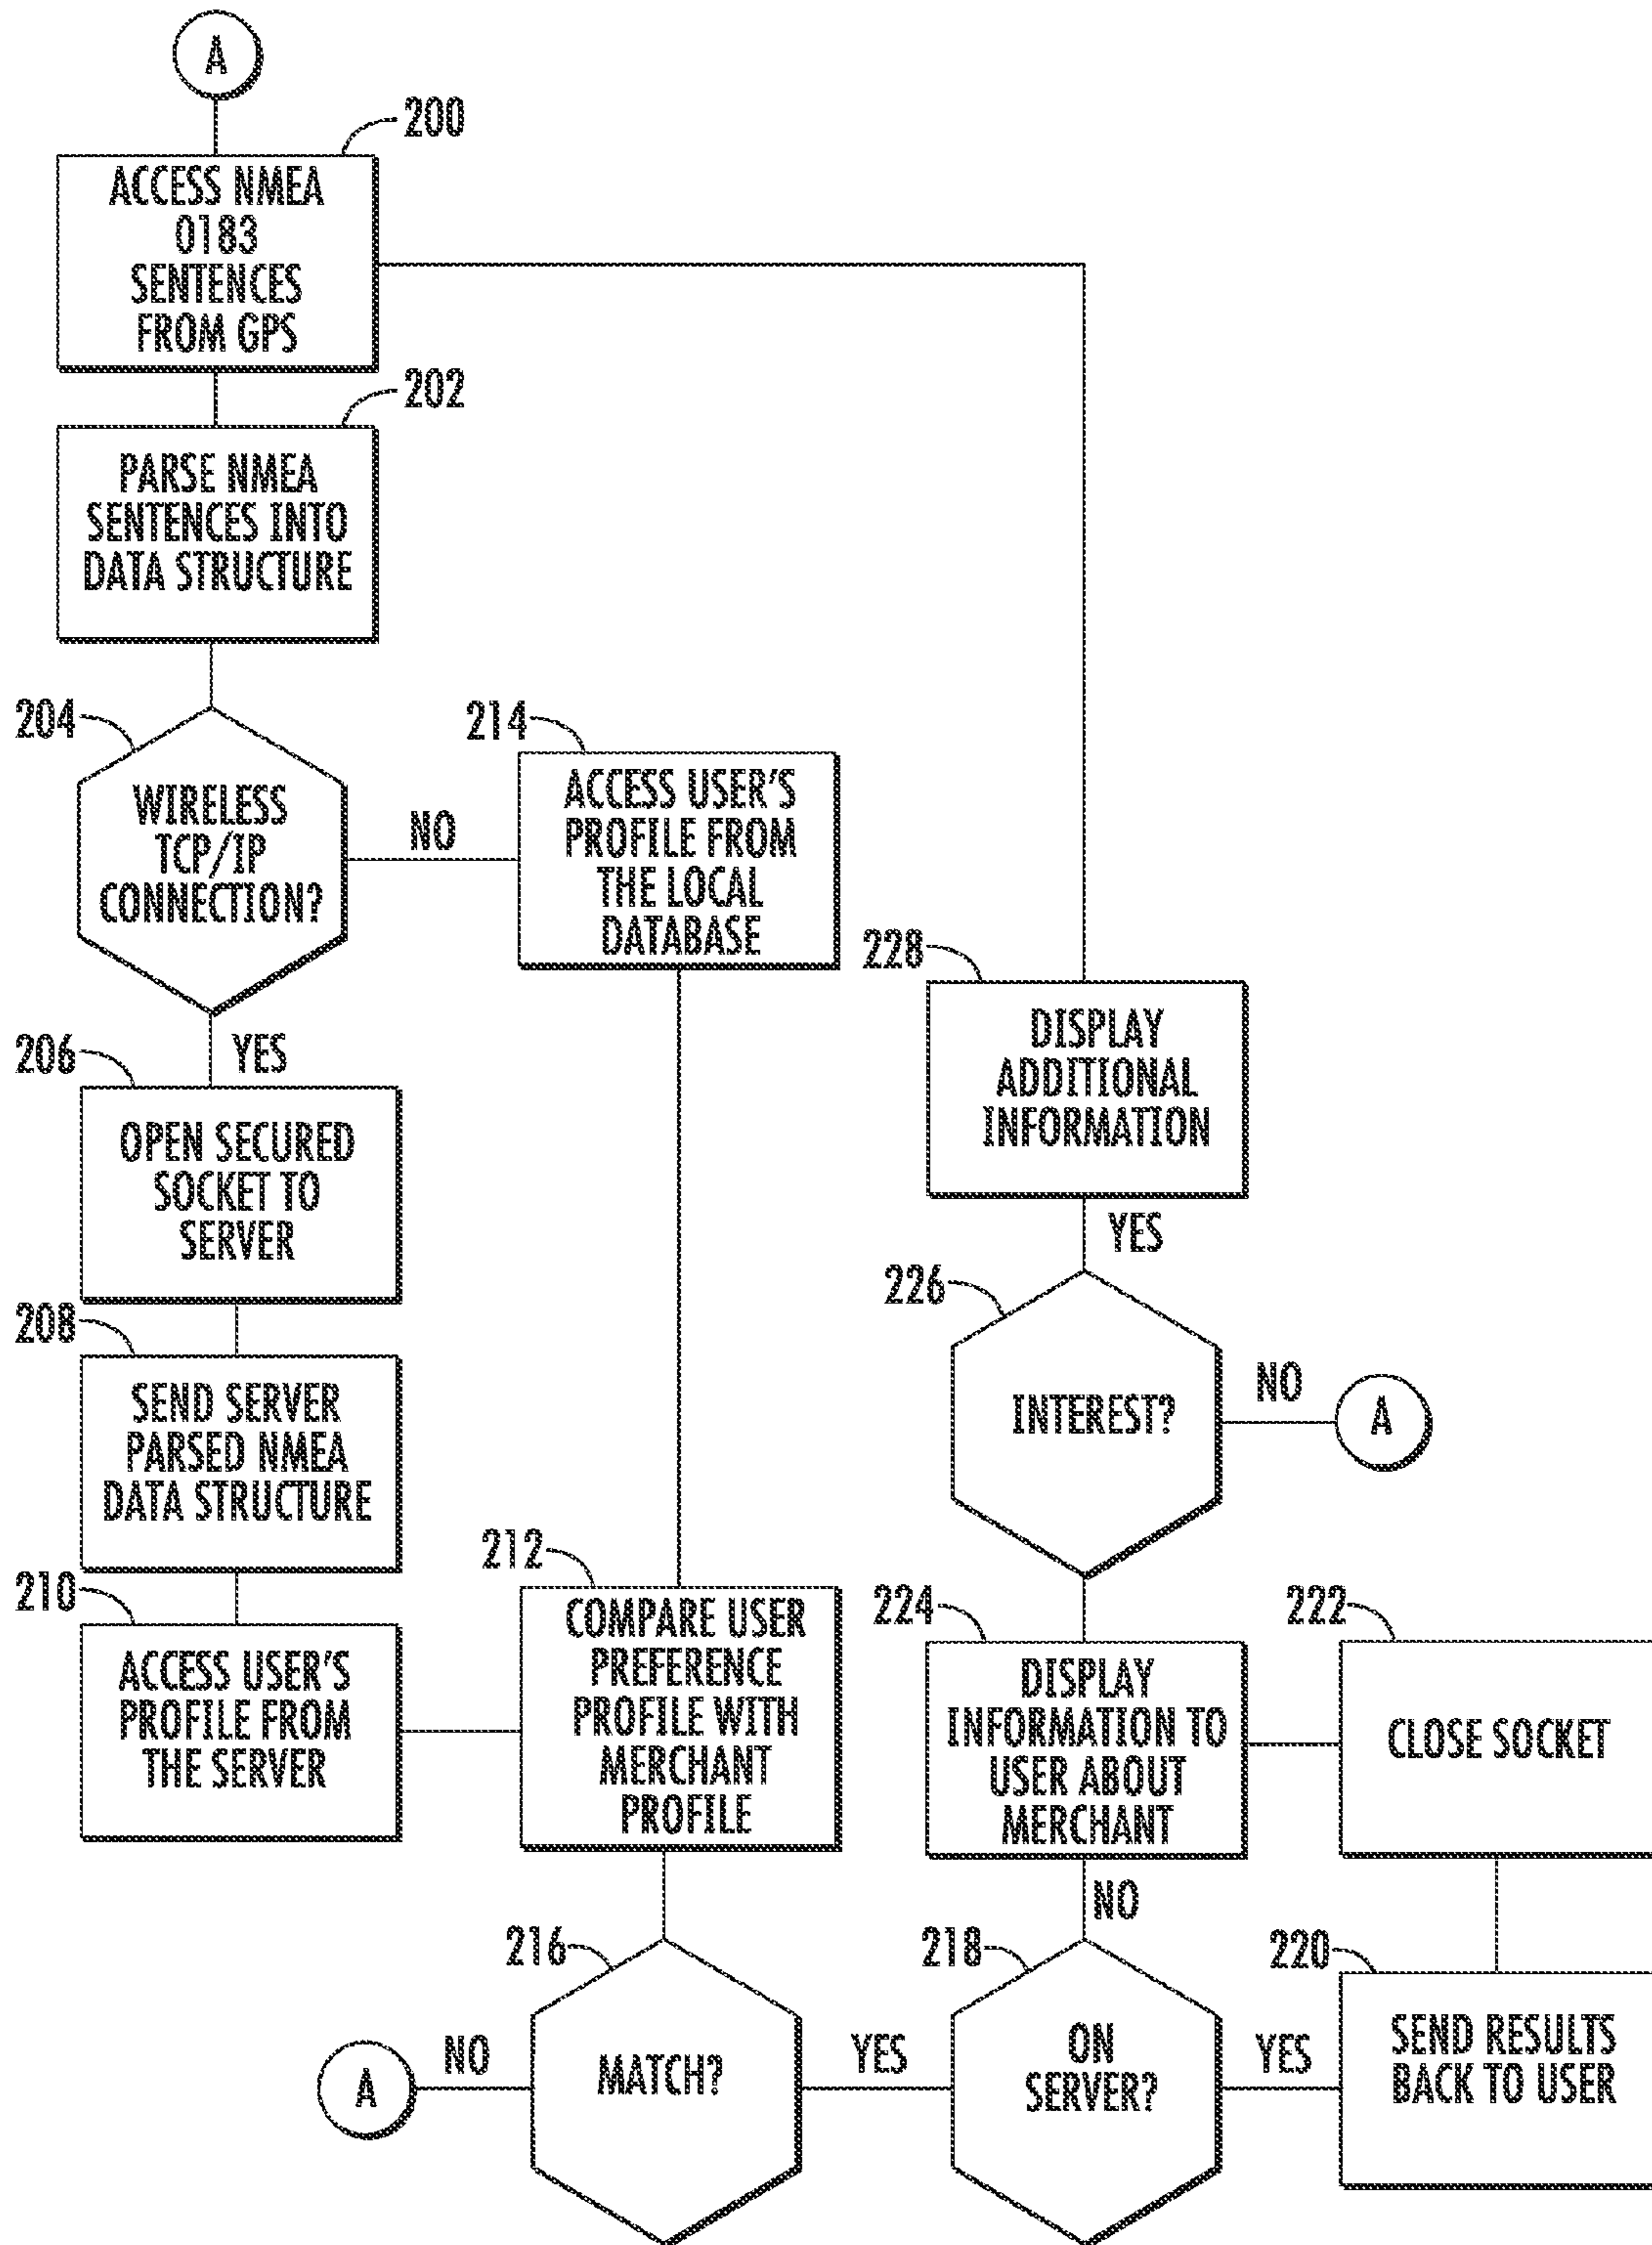 A
200
ACCESS NMEA
0183
SENTENCES
FROM GPS
202
PARSE NMEA
SENTENCES INTO
DATA STRUCTURE
204
WIRELESS
TCP/IP
CONNECTION?
NO
214
ACCESS USER'S
PROFILE FROM
THE LOCAL
DATABASE
YES
206
OPEN SECURED
SOCKET TO
SERVER
208
SEND SERVER
PARSED NMEA
DATA STRUCTURE
210
ACCESS USER'S
PROFILE FROM
THE SERVER
212
COMPARE USER
PREFERENCE
PROFILE WITH
MERCHANT
PROFILE
216
MATCH?
NO
A
YES
218
ON
SERVER?
YES
220
SEND RESULTS
BACK TO USER
222
CLOSE SOCKET
NO
224
DISPLAY
INFORMATION TO
USER ABOUT
MERCHANT
226
INTEREST?
NO
A
YES
228
DISPLAY
ADDITIONAL
INFORMATION